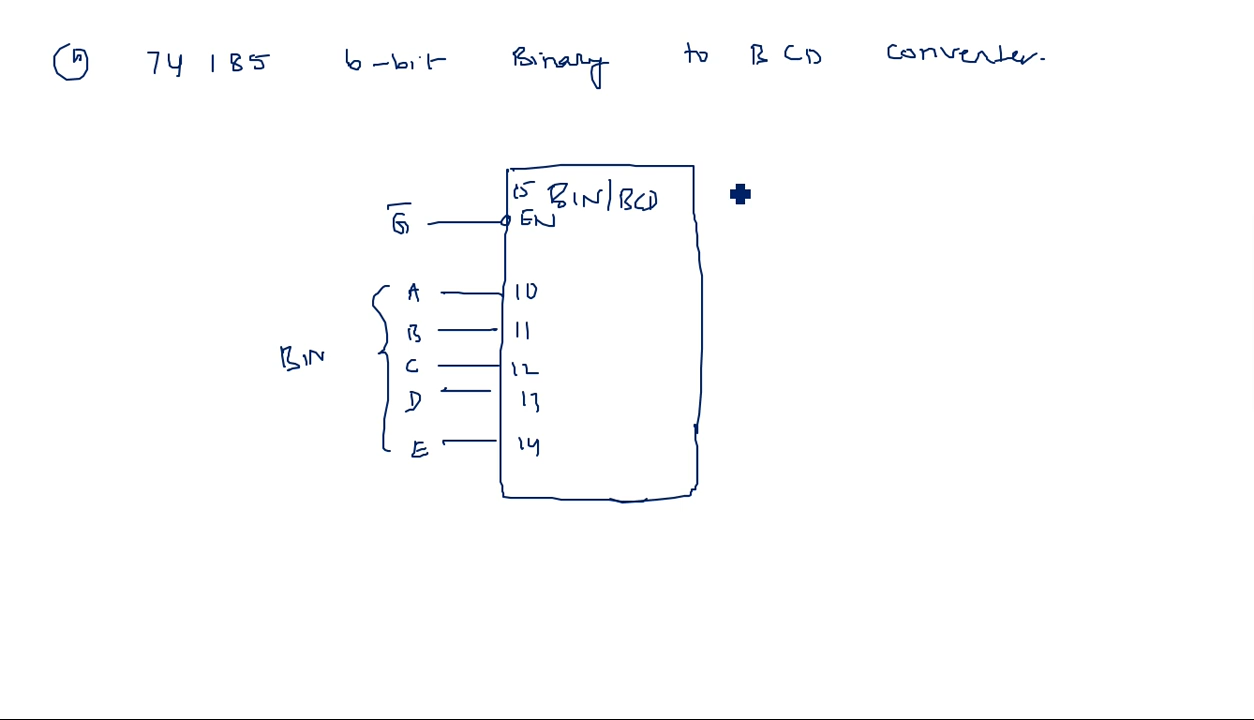 n 74185 6-bit Binary to BCD converter.
15 BIN/BCD
G EN
A 10
B 11
BIN
C 12
D 13
E 14